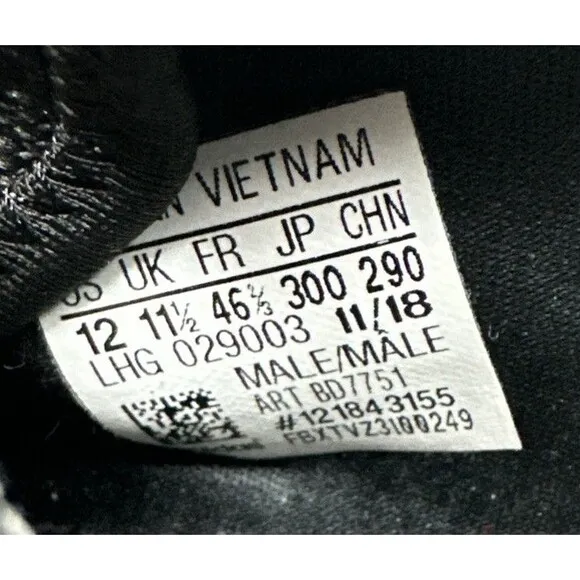 VIETNAM
US UK FR JP CHN
12 11½ 46⅔ 300 290
LHG 029003 11/18
MALE/MÂLE
ART BD7751
#121843155
FBXTVZ3100249